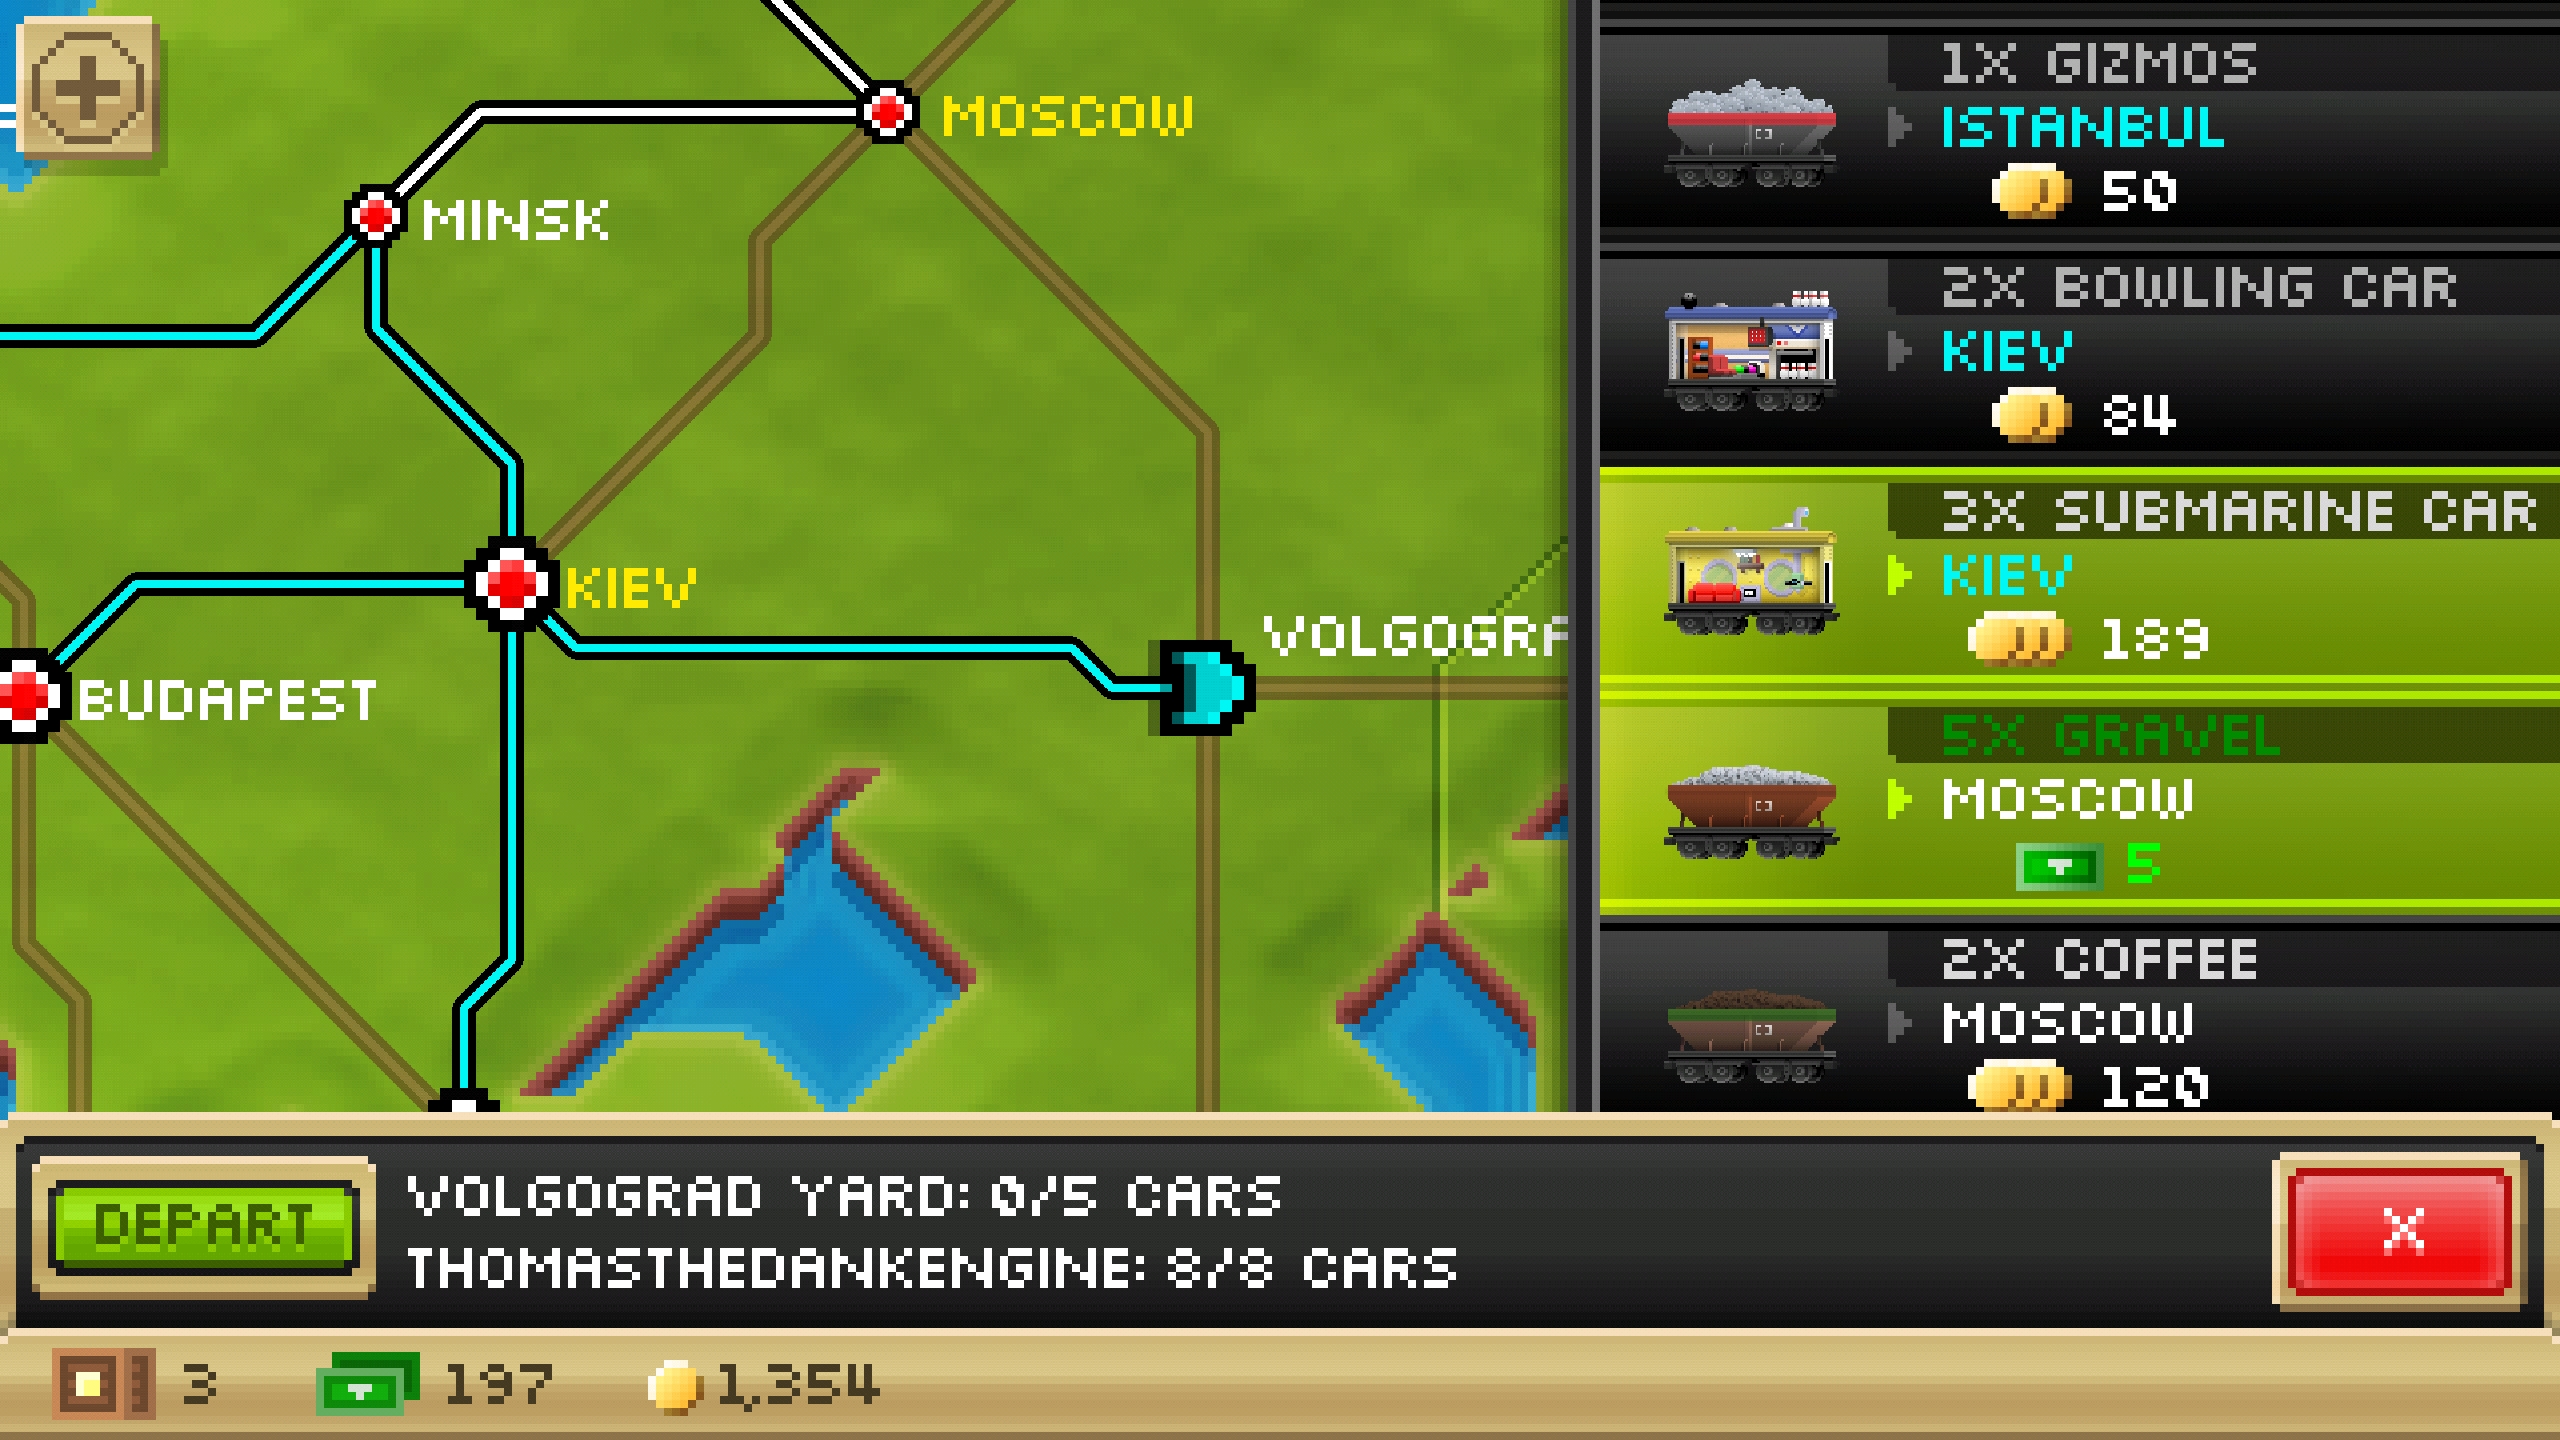 MOSCOW
MINSK
KIEV
VOLGOGRA
BUDAPEST
1X GIZMOS
ISTANBUL
50
2X BOWLING CAR
KIEV
84
3X SUBMARINE CAR
KIEV
189
5X GRAVEL
MOSCOW
5
2X COFFEE
MOSCOW
120
DEPART
VOLGOGRAD YARD: 0/5 CARS
THOMASTHEDANKENGINE: 8/8 CARS
X
3 197 1,354